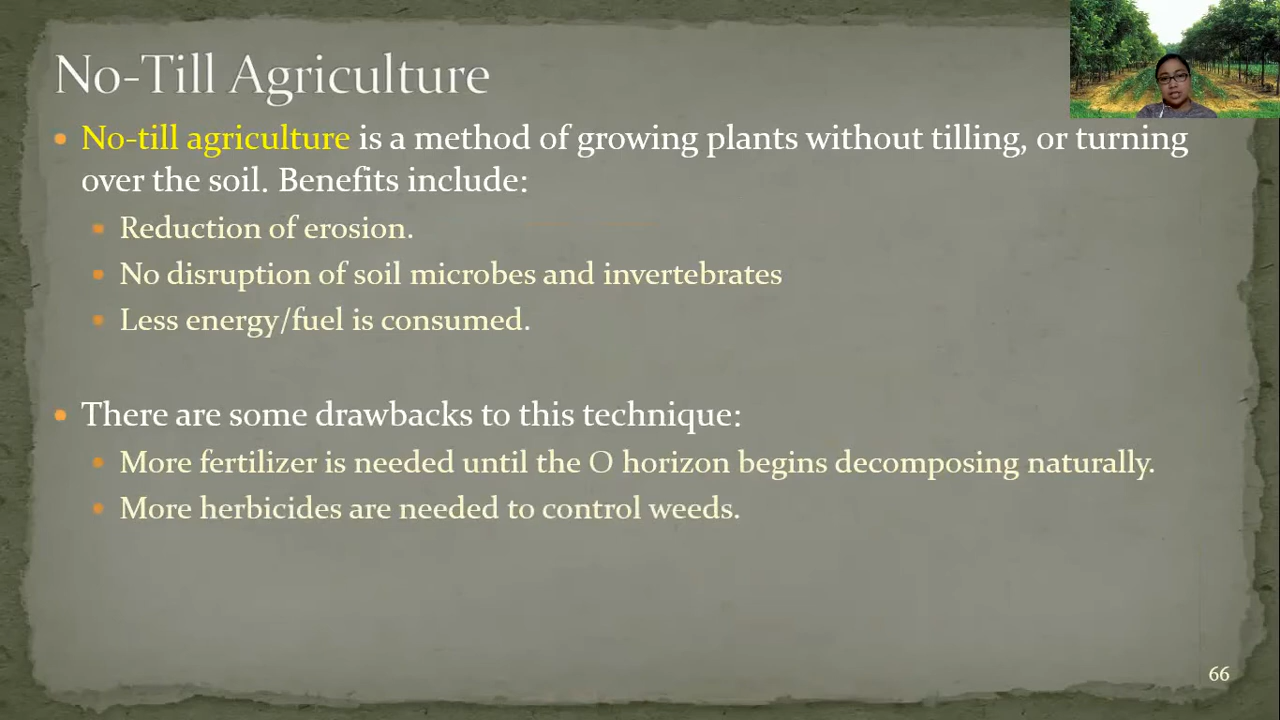 No-Till Agriculture
No-till agriculture is a method of growing plants without tilling, or turning
over the soil. Benefits include:
Reduction of erosion.
No disruption of soil microbes and invertebrates
Less energy/fuel is consumed.
There are some drawbacks to this technique:
More fertilizer is needed until the O horizon begins decomposing naturally.
More herbicides are needed to control weeds.
66